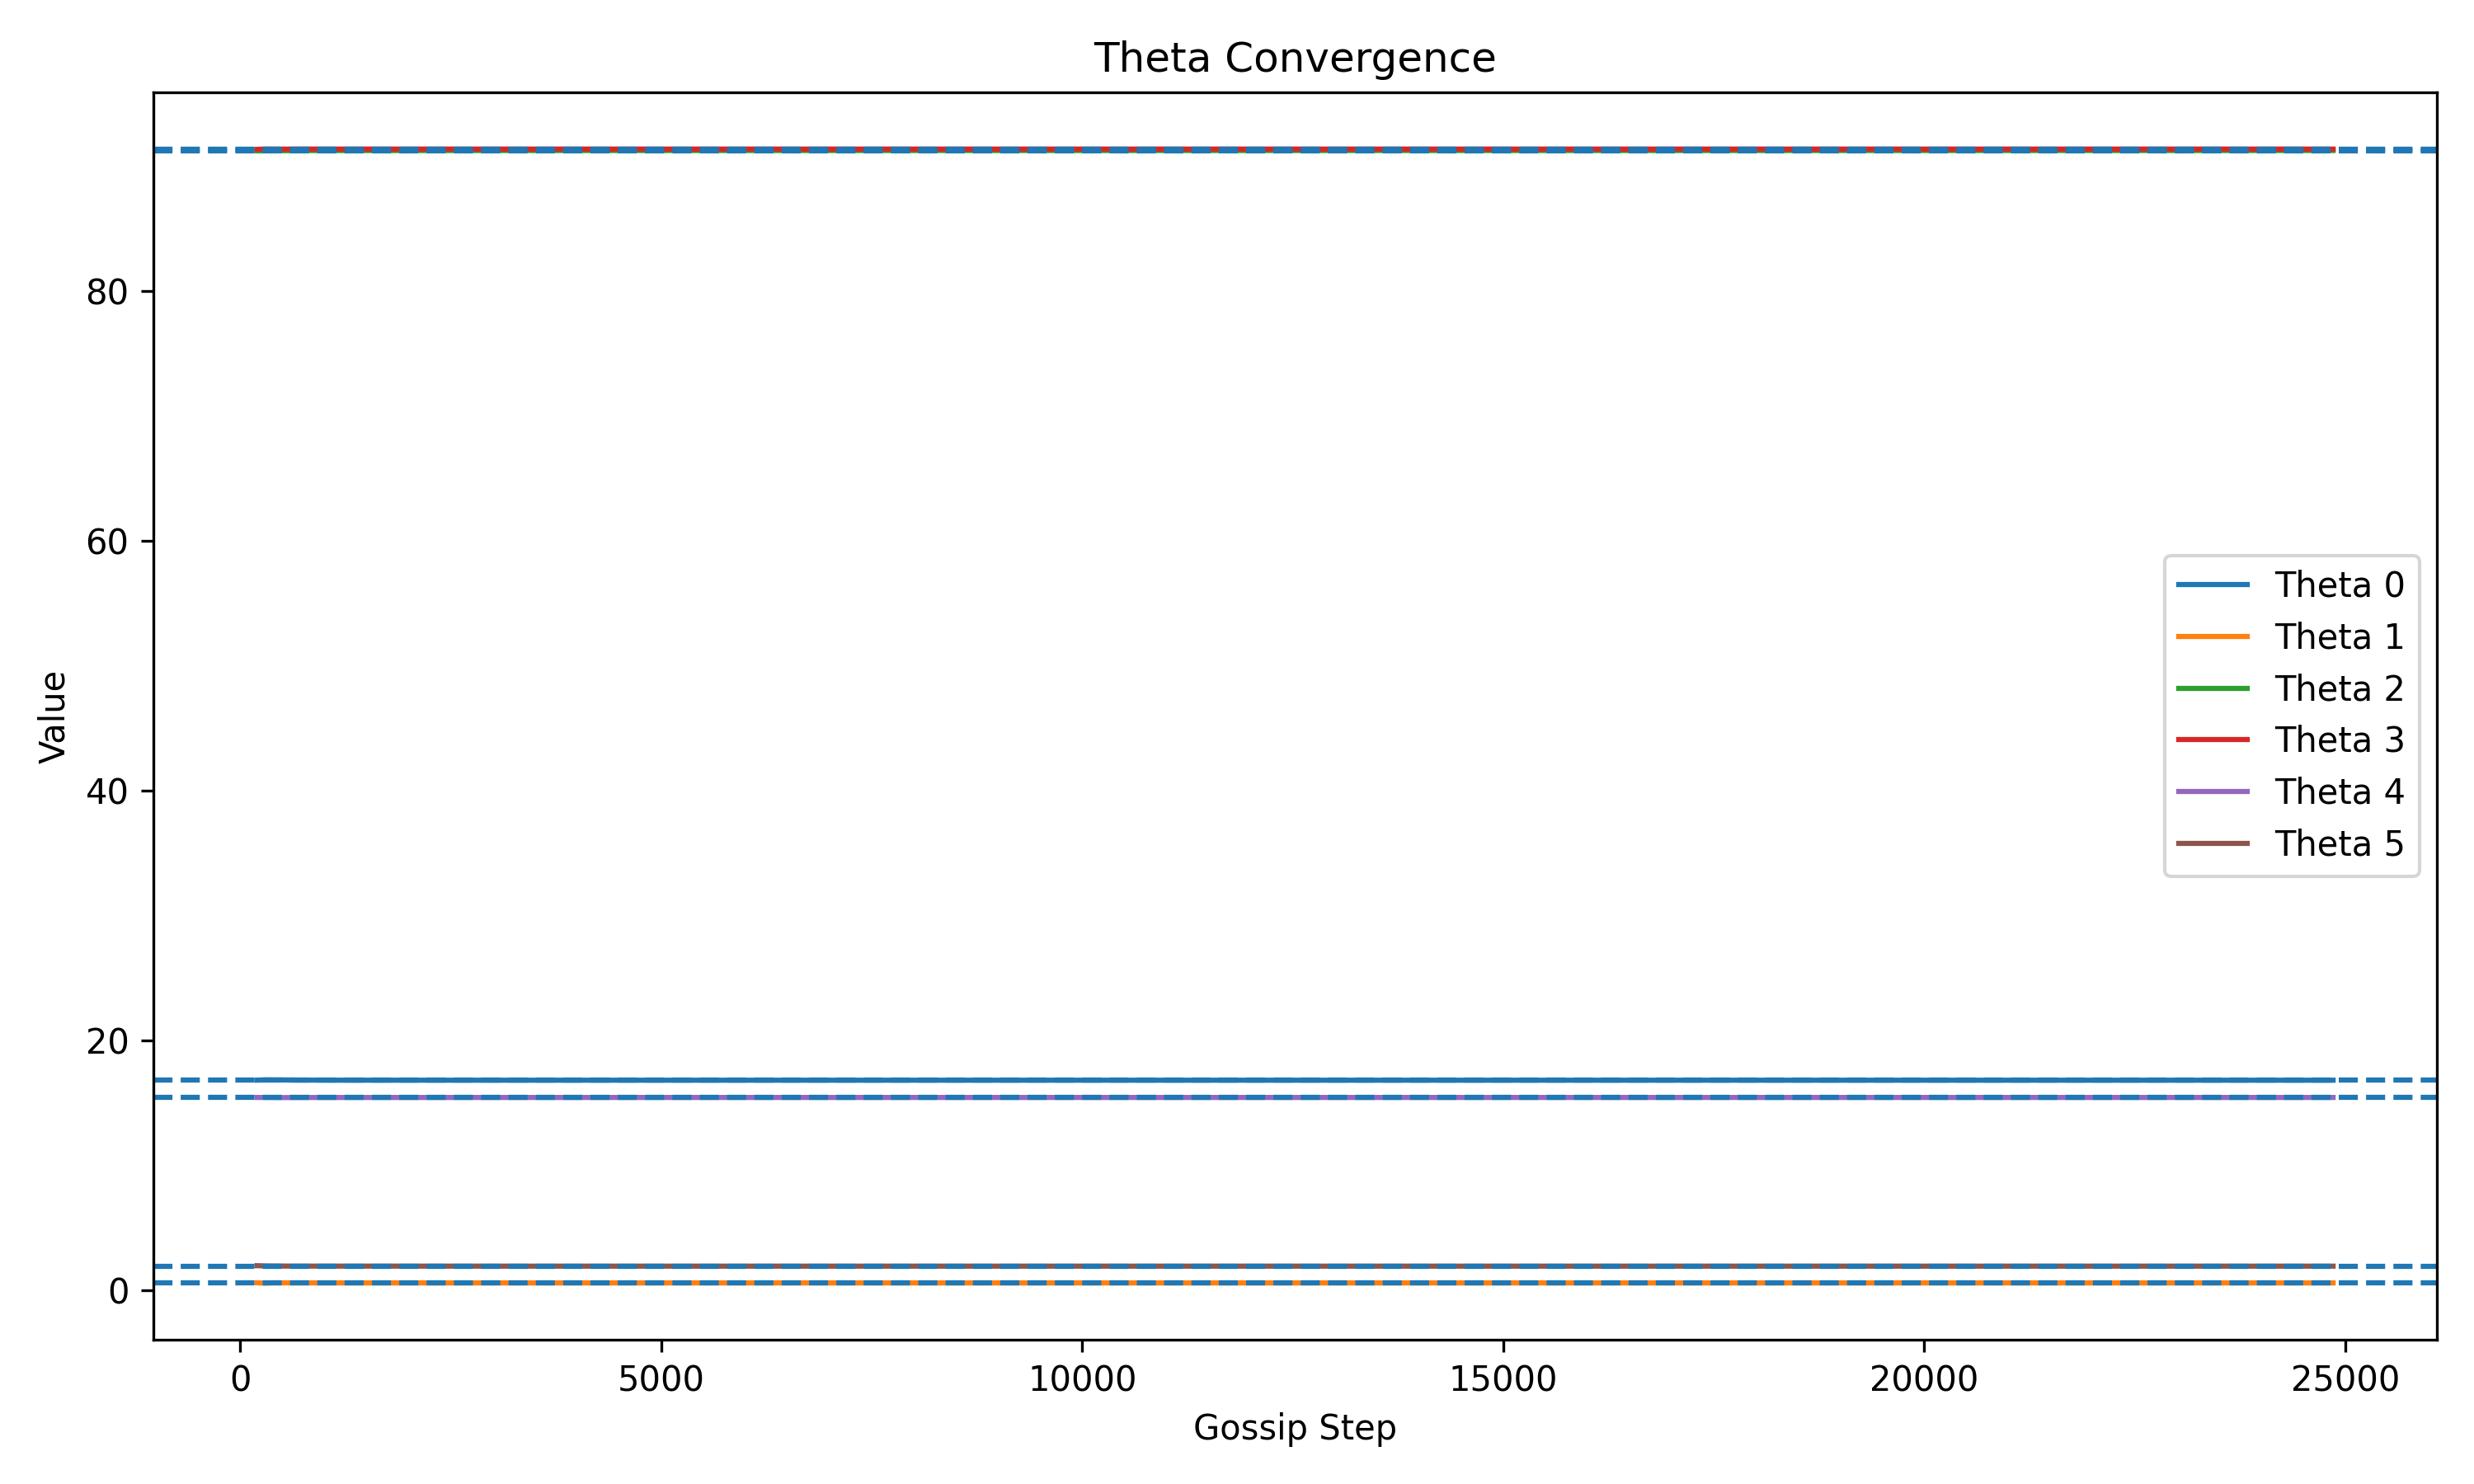 Theta Convergence
Value
80
60
40
20
0
Theta 0
Theta 1
Theta 2
Theta 3
Theta 4
Theta 5
0 5000 10000 15000 20000 25000
Gossip Step